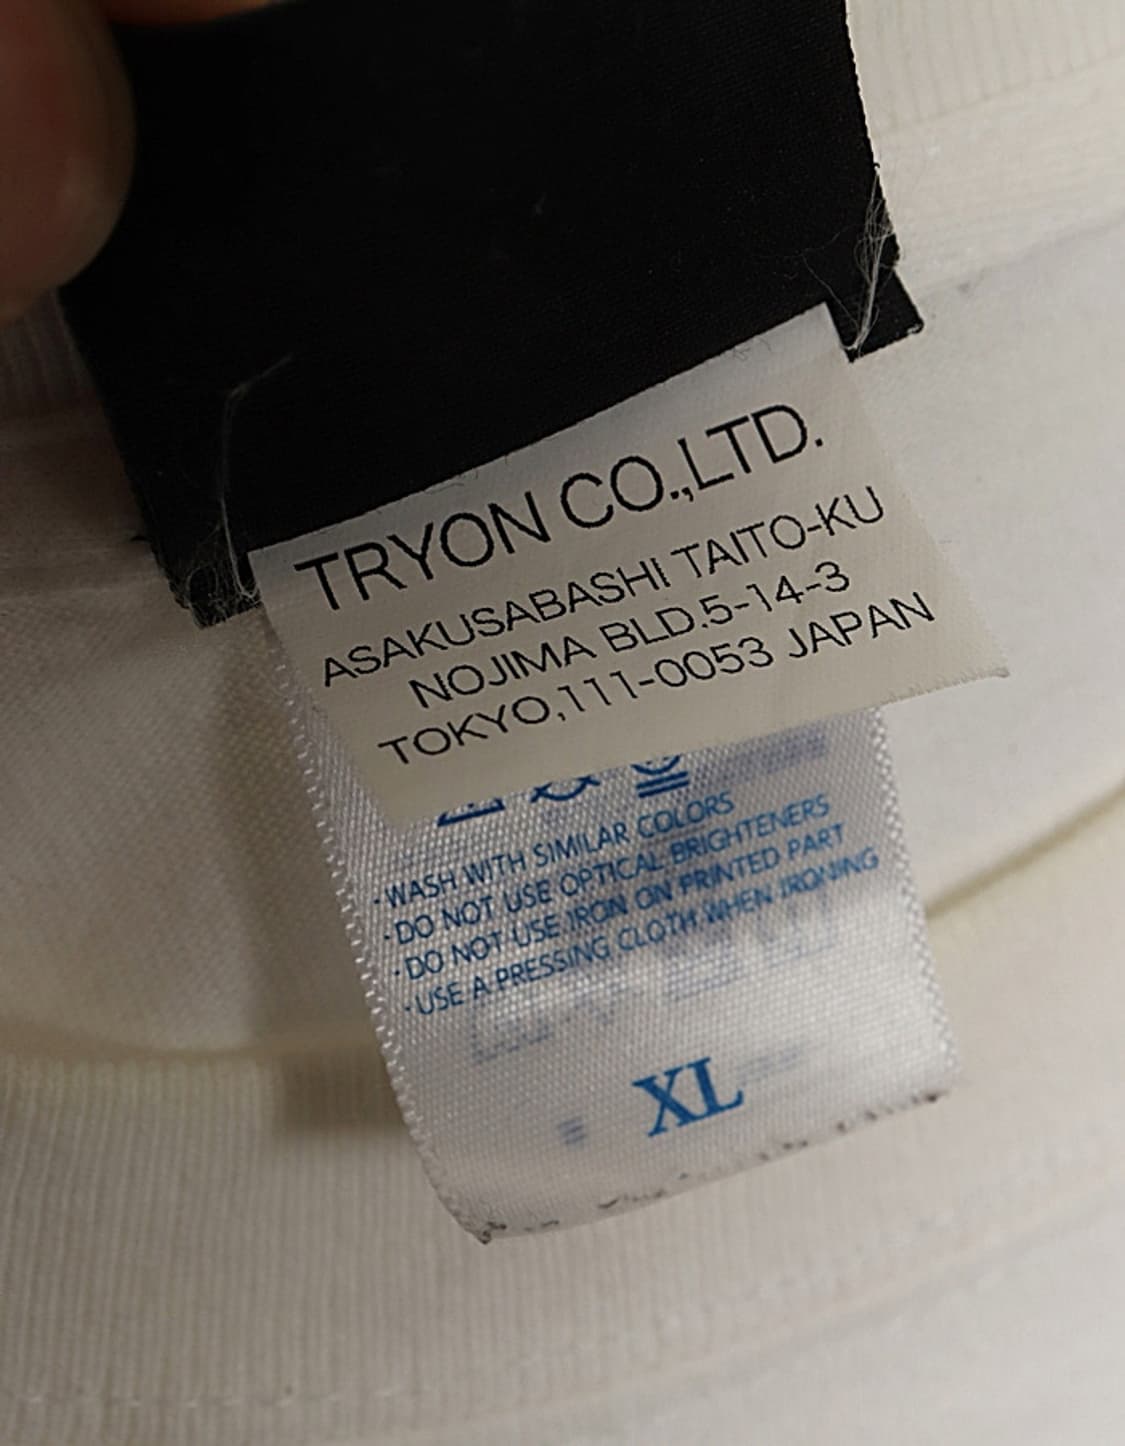 TRYON CO.,LTD.
ASAKUSABASHI TAITO-KU
NOJIMA BLD.5-14-3
TOKYO,111-0053 JAPAN
·WASH WITH SIMILAR COLORS
·DO NOT USE OPTICAL BRIGHTENERS
·DO NOT USE IRON ON PRINTED PART
·USE A PRESSING CLOTH WHEN IRONING
XL